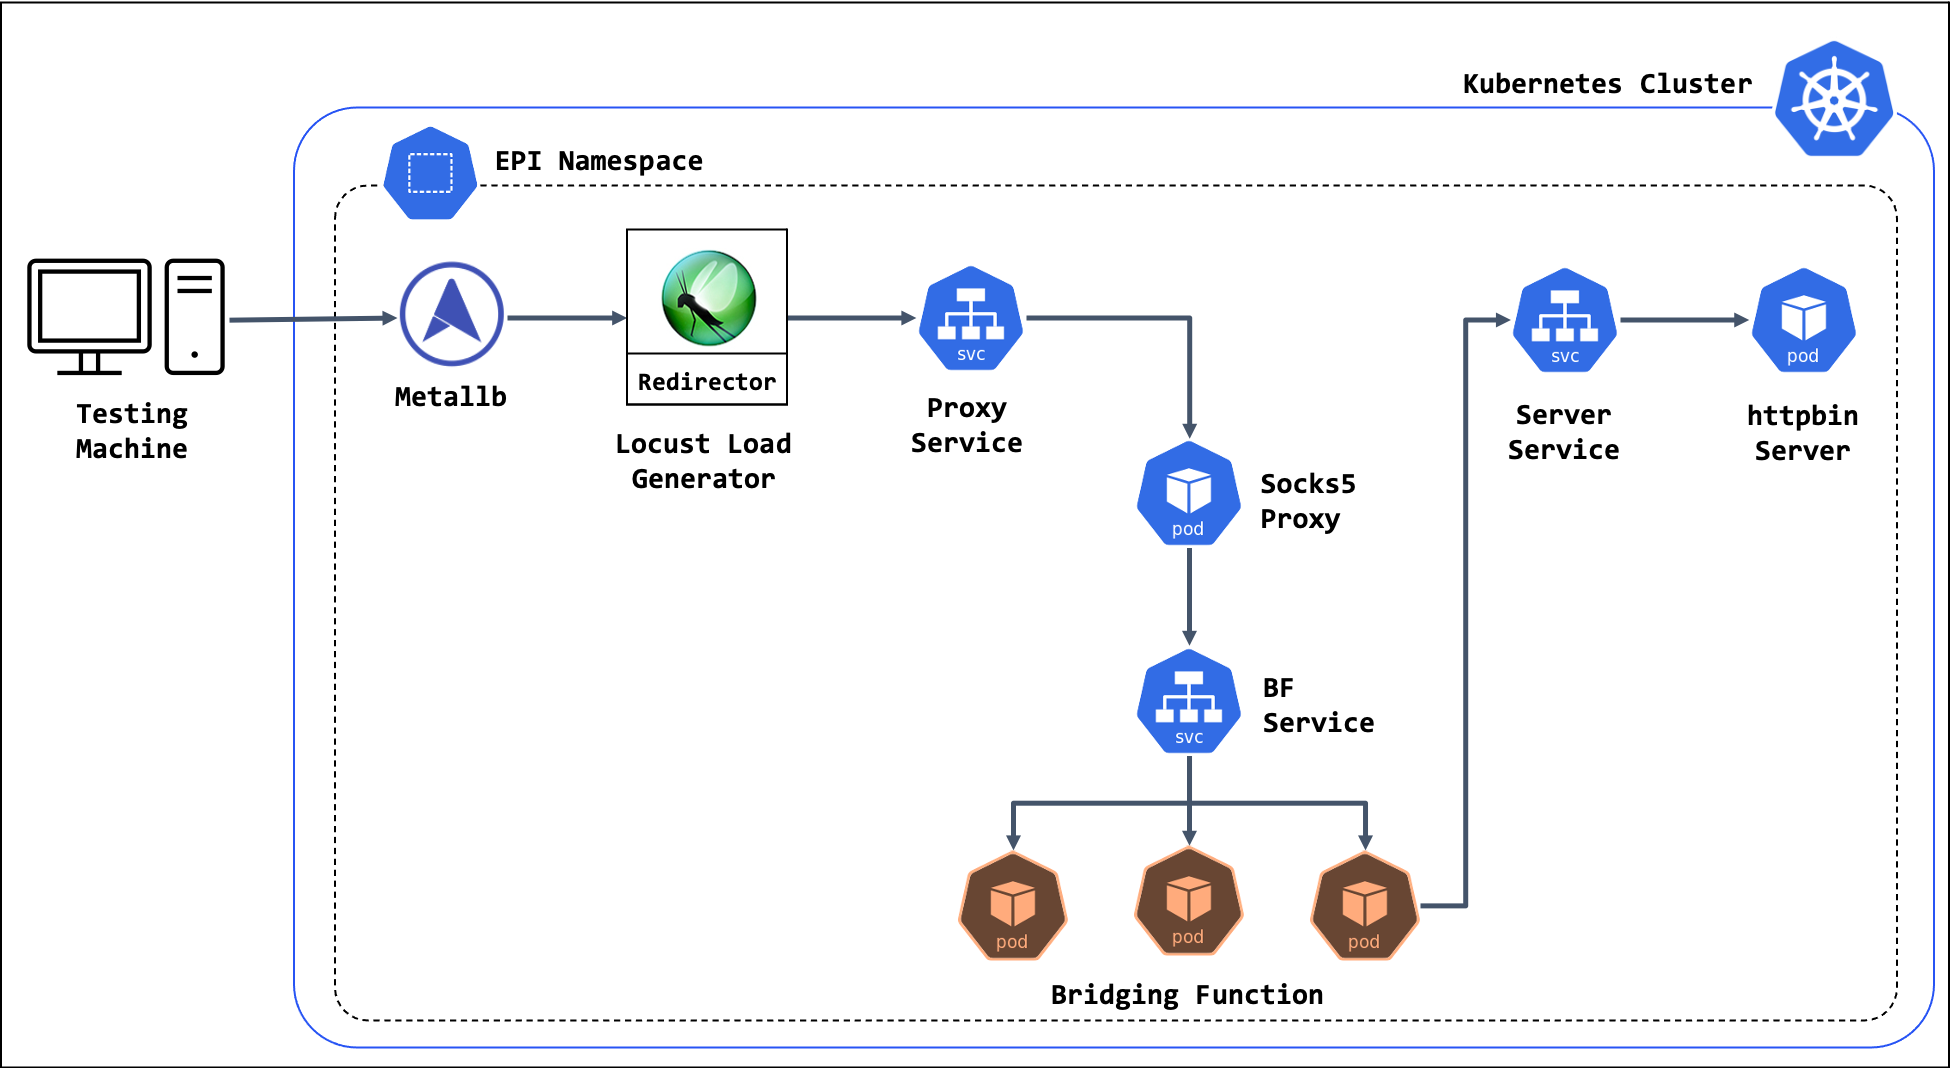 Kubernetes Cluster
EPI Namespace
Testing
Machine
Metallb
Redirector
Locust Load
Generator
svc
Proxy
Service
pod
Socks5
Proxy
svc
BF
Service
pod
pod
pod
Bridging Function
svc
Server
Service
pod
httpbin
Server